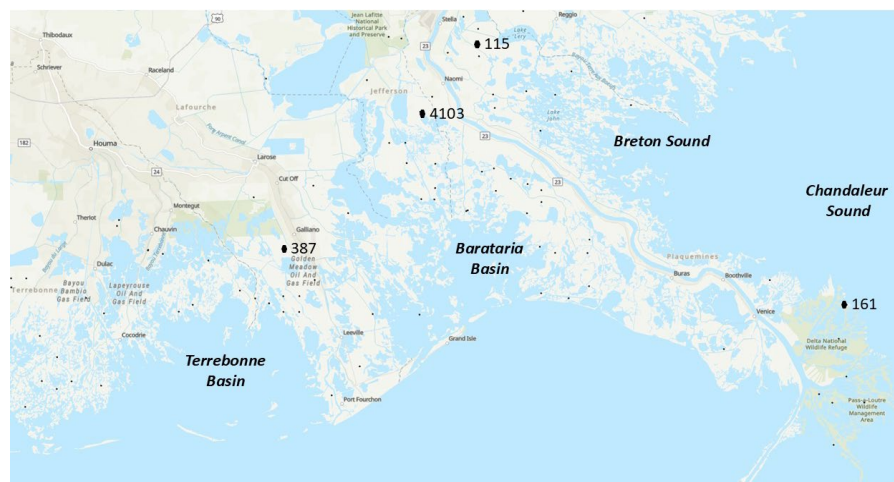 90
Jean Lafitte
National
Historical Park
and Preserve
Stella
Reggio
Lake
Lery
115
23
Thibodaux
Schriever
Raceland
Naomi
Jefferson
Lafourche
4103
Lake
John
182
Houma
24
Larose
Cut Off
23
23
Breton Sound
Chandaleur
Sound
Montegut
Theriot
Chauvin
Galliano
387
Golden
Meadow
Oil And
Gas Field
Barataria
Basin
Plaquemines
Dulac
Buras
Boothville
Terrebonne
Bayou
Bambio
Gas Field
Lapeyrouse
Oil And
Gas Field
161
Venice
Cocodrie
Leeville
Grand Isle
Delta National
Wildlife Refuge
Terrebonne
Basin
Port Fourchon
Pass-a-Loutre
Wildlife
Management
Area